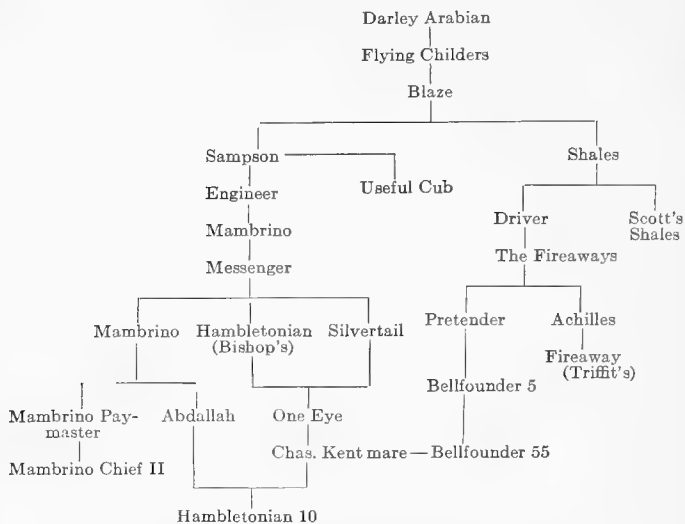 Darley Arabian
Flying Childers
Blaze
Sampson
Shales
Useful Cub
Engineer
Driver
Scott's
Shales
Mambrino
The Fireaways
Messenger
Mambrino
Hambletonian
(Bishop's)
Silvertail
Pretender
Achilles
Fireaway
(Triffit's)
Bellfounder 5
Mambrino Pay-
master
Abdallah
One Eye
Chas. Kent mare — Bellfounder 55
Mambrino Chief II
Hambletonian 10